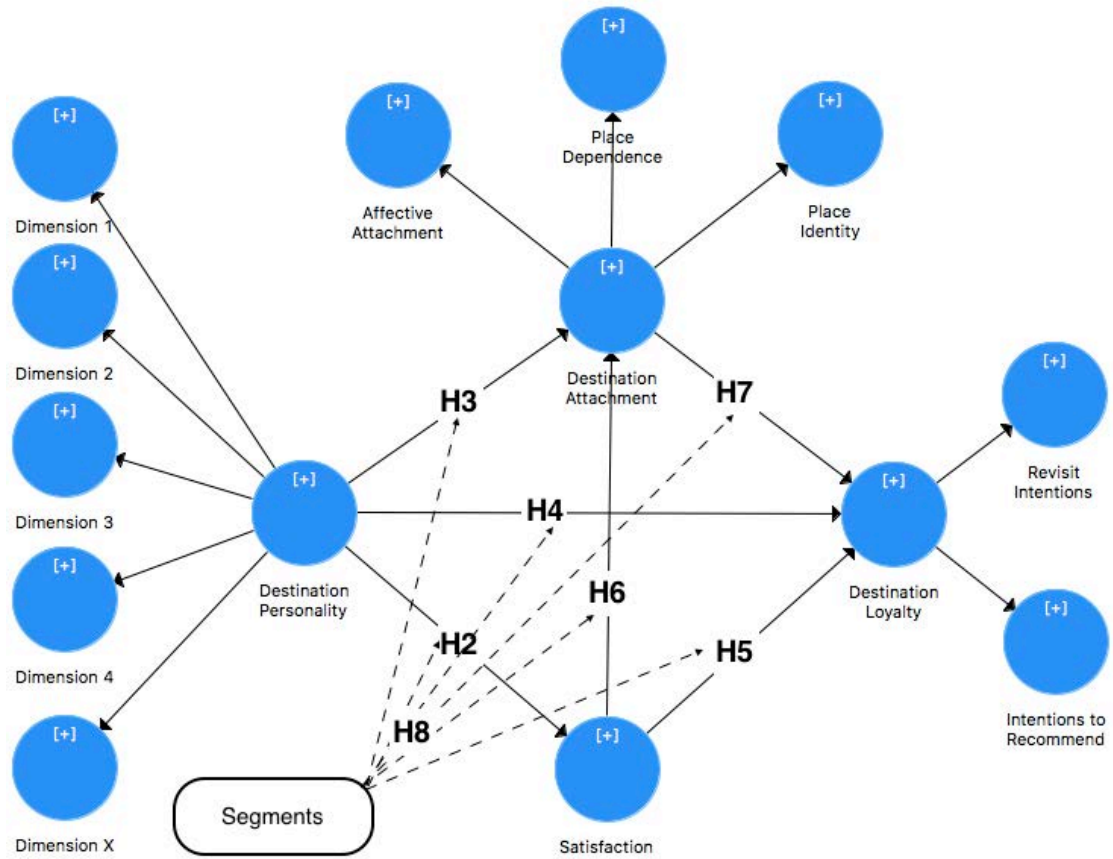 [+]
Place
Dependence
[+]
Affective
Attachment
[+]
Place
Identity
[+]
Dimension 1
[+]
Dimension 2
[+]
Dimension 3
[+]
Dimension 4
[+]
Dimension X
[+]
Destination
Attachment
H3
H7
[+]
Destination
Personality
H4
[+]
Destination
Loyalty
[+]
Revisit
Intentions
[+]
Intentions to
Recommend
H6
H2
H5
H8
Segments
[+]
Satisfaction